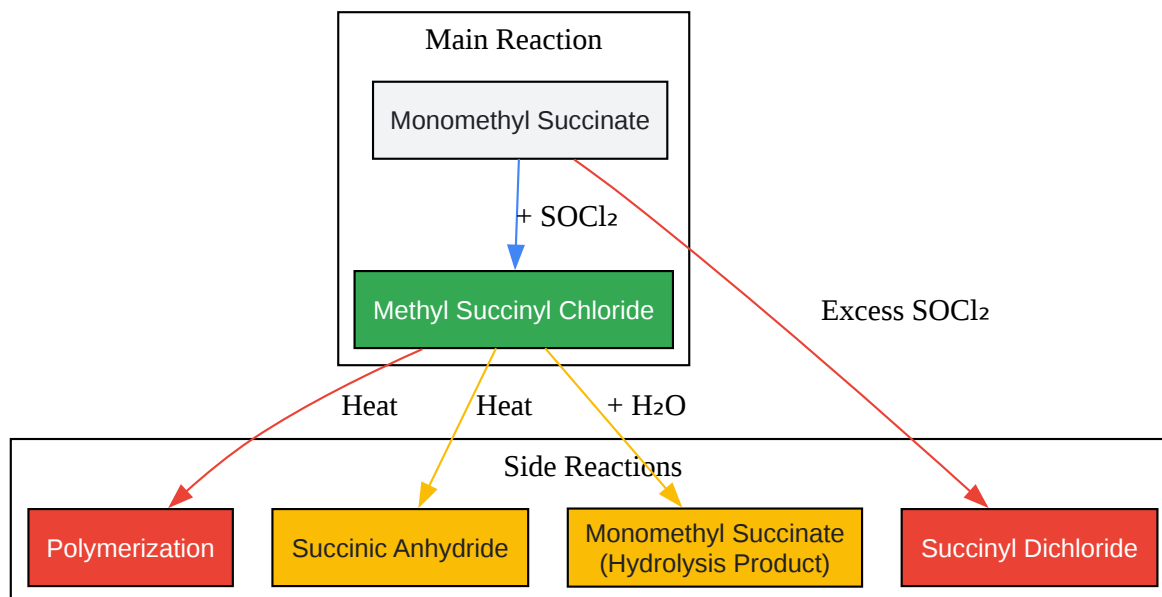 Main Reaction
Monomethyl Succinate
+ SOCl₂
Methyl Succinyl Chloride
Excess SOCl₂
Heat
Heat
+ H₂O
Side Reactions
Polymerization
Succinic Anhydride
Monomethyl Succinate
(Hydrolysis Product)
Succinyl Dichloride